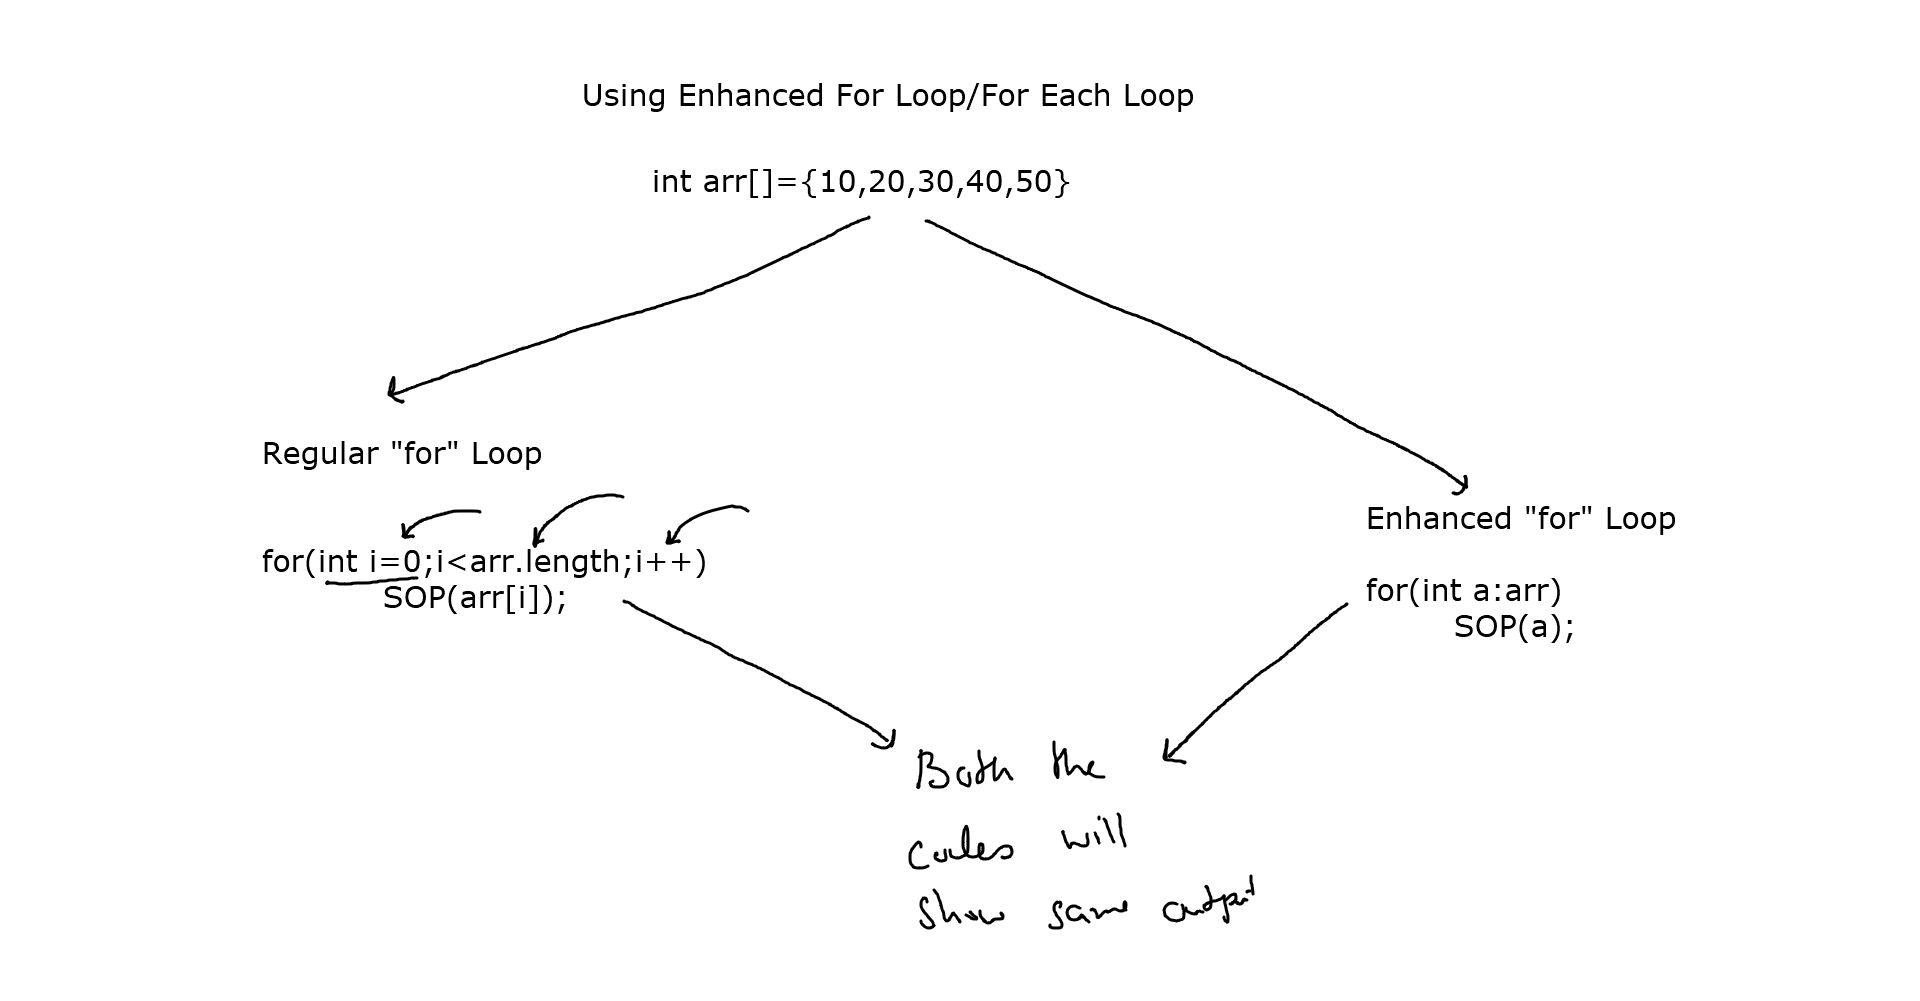 Using Enhanced For Loop/For Each Loop
int arr[]={10,20,30,40,50}
Regular "for" Loop
for(int i=0;i<arr.length;i++)
SOP(arr[i]);
Enhanced "for" Loop
for(int a:arr)
SOP(a);
Both the
codes will
show same output